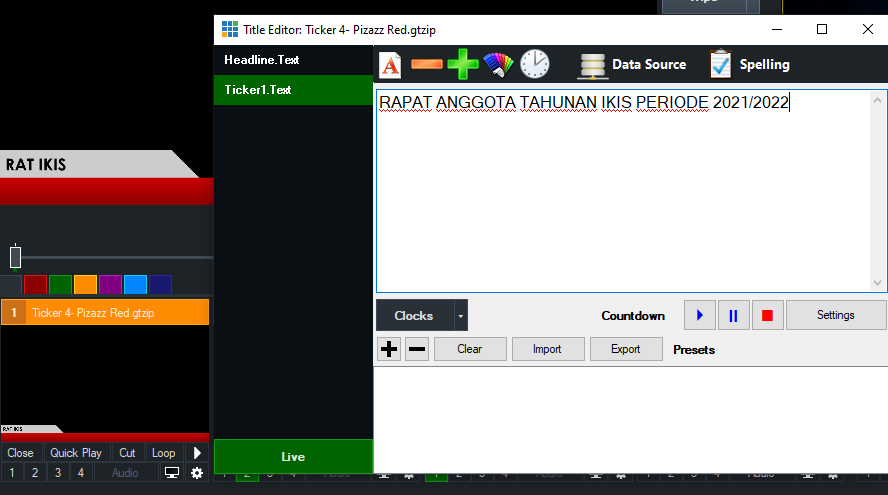 Title Editor: Ticker 4- Pizazz Red.gtzip
Headline.Text
Ticker1.Text
A
Data Source
Spelling
RAPAT ANGGOTA TAHUNAN IKIS PERIODE 2021/2022
RAT IKIS
1 Ticker 4- Pizazz Red.gtzip
Clocks
Countdown
Settings
Clear
Import
Export
Presets
RAT IKIS
Close
Quick Play
Cut
Loop
1 2 3 4 Audio
Live